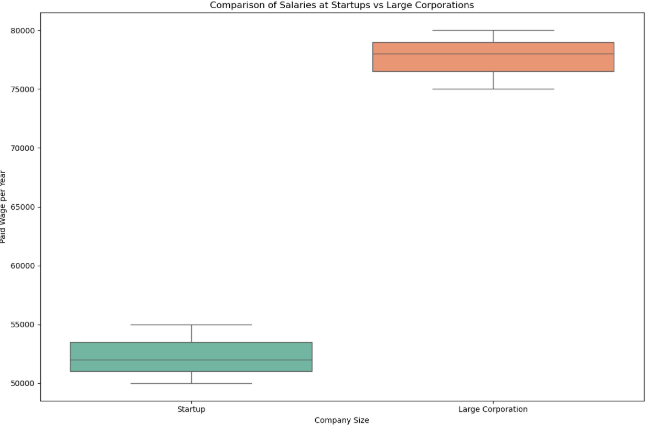 Comparison of Salaries at Startups vs Large Corporations
80000
75000
70000
65000
60000
55000
50000
Paid Wage per Year
Startup
Large Corporation
Company Size